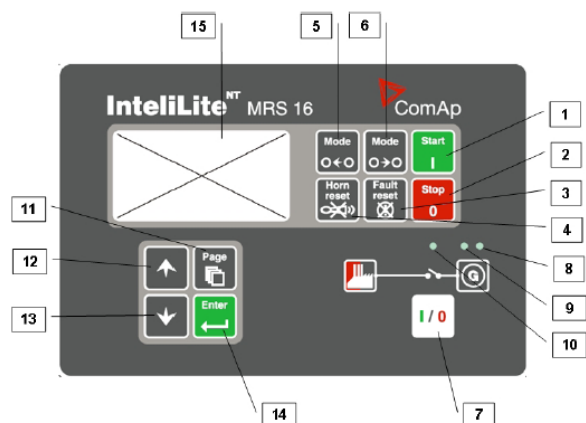 15
5
6
InteliLite NT MRS 16
ComAp
Mode
Mode
Start
I
1
Horn
reset
Fault
reset
Stop
0
2
3
4
11
Page
12
Enter
13
G
8
9
10
I / 0
14
7